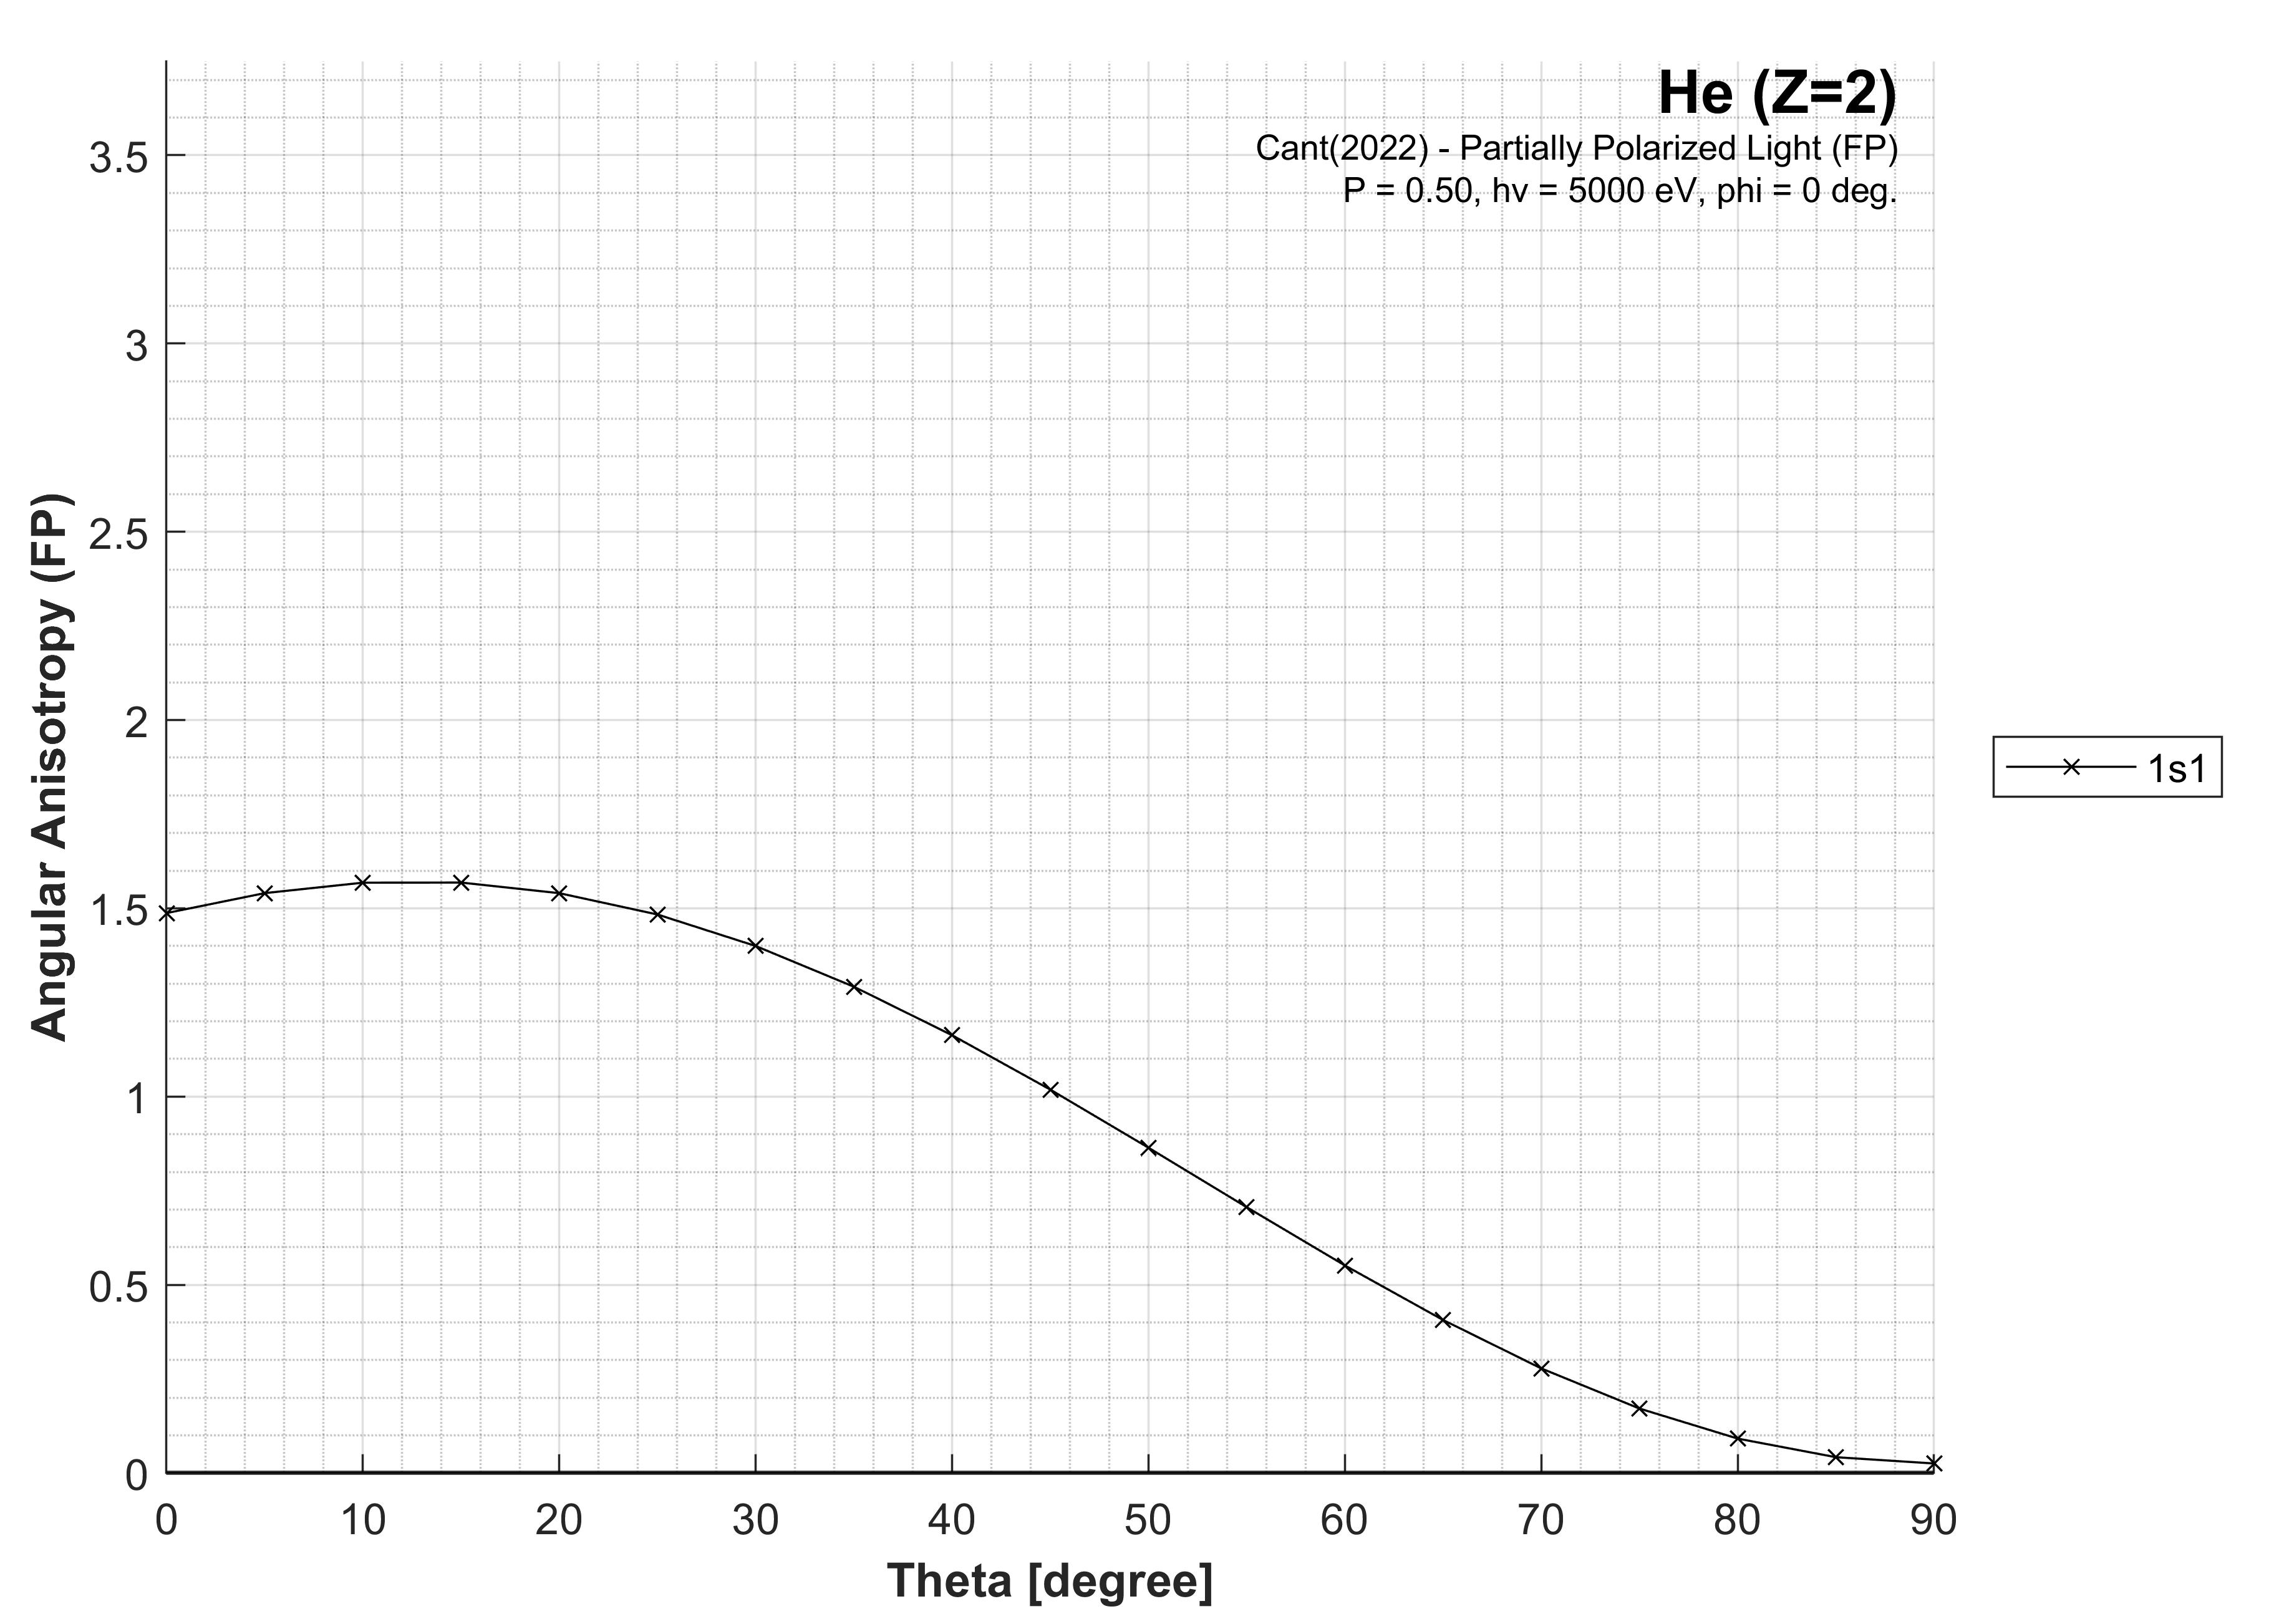 He (Z=2)
Cant(2022) - Partially Polarized Light (FP)
P = 0.50, hv = 5000 eV, phi = 0 deg.
Angular Anisotropy (FP)
3.5
3
2.5
2
1.5
1
0.5
0
0 10 20 30 40 50 60 70 80 90
Theta [degree]
1s1